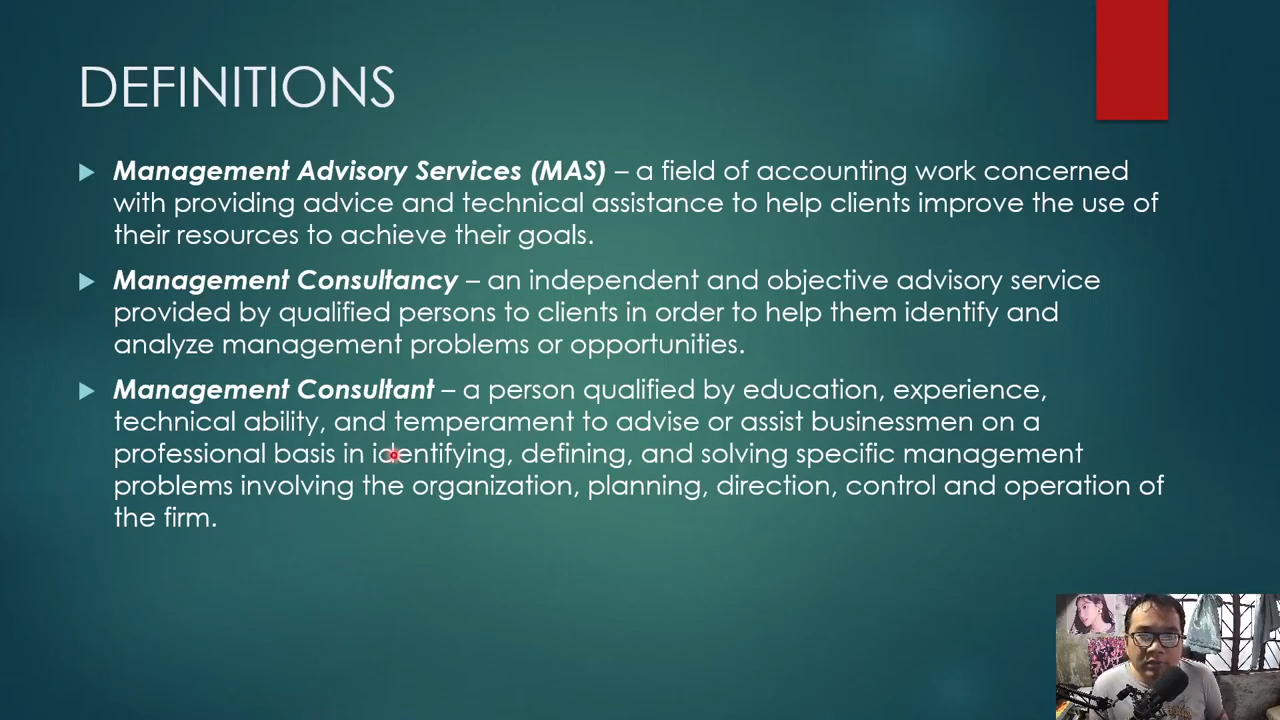 DEFINITIONS
Management Advisory Services (MAS) – a field of accounting work concerned
with providing advice and technical assistance to help clients improve the use of
their resources to achieve their goals.
Management Consultancy – an independent and objective advisory service
provided by qualified persons to clients in order to help them identify and
analyze management problems or opportunities.
Management Consultant – a person qualified by education, experience,
technical ability, and temperament to advise or assist businessmen on a
professional basis in identifying, defining, and solving specific management
problems involving the organization, planning, direction, control and operation of
the firm.